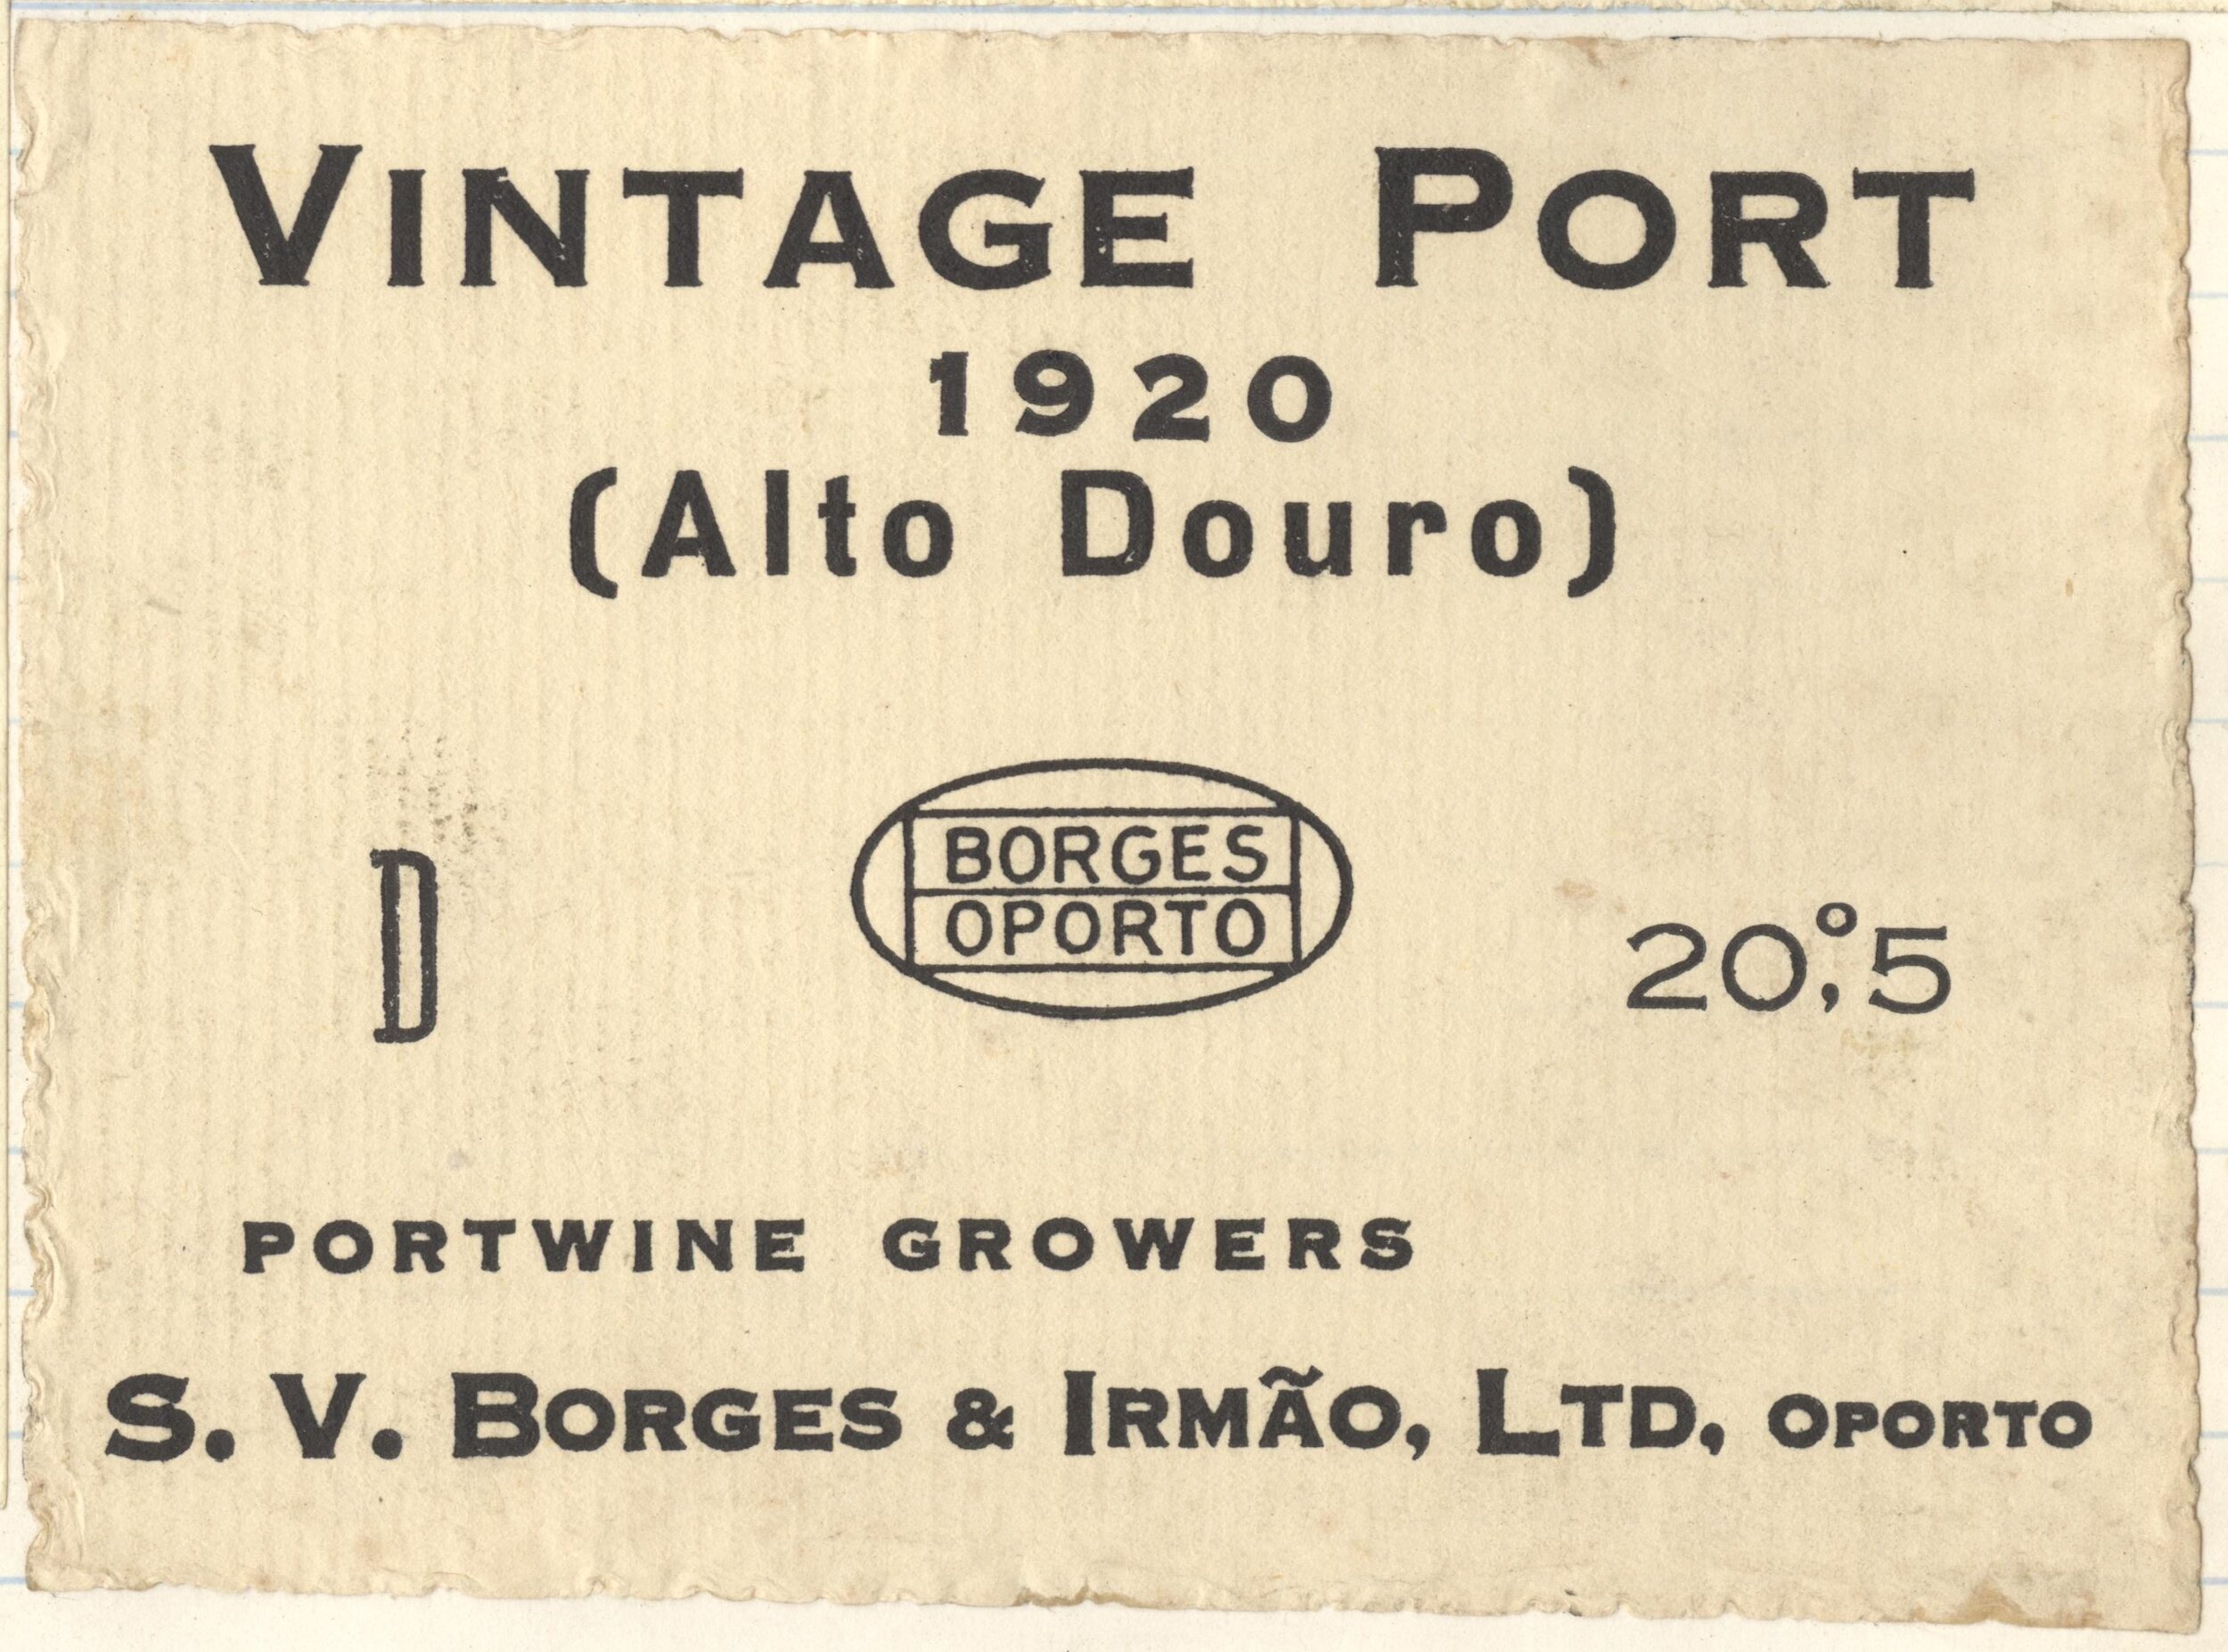 VINTAGE PORT
1920
(Alto Douro)
BORGES
OPORTO
D
20°,5
PORTWINE GROWERS
S. V. BORGES & IRMÃO, LTD, OPORTO